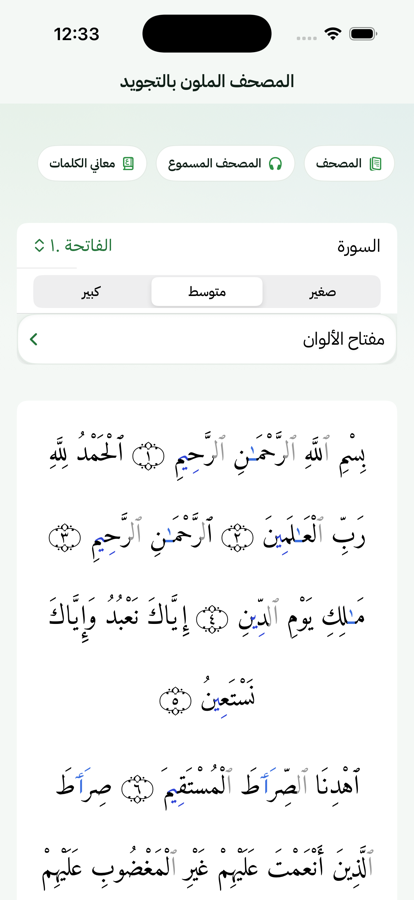 12:33
المصحف الملون بالتجويد
المصحف
المصحف المسموع
معاني الكلمات
السورة
١. الفاتحة
صغير
متوسط
كبير
مفتاح الألوان
بِسْمِ ٱللَّهِ ٱلرَّحْمَـٰنِ ٱلرَّحِيمِ ١ ٱلْحَمْدُ لِلَّهِ
رَبِّ ٱلْعَـٰلَمِينَ ٢ ٱلرَّحْمَـٰنِ ٱلرَّحِيمِ ٣
مَـٰلِكِ يَوْمِ ٱلدِّينِ ٤ إِيَّاكَ نَعْبُدُ وَإِيَّاكَ
نَسْتَعِينُ ٥
ٱهْدِنَا ٱلصِّرَٲطَ ٱلْمُسْتَقِيمَ ٦ صِرَٲطَ
ٱلَّذِينَ أَنْعَمْتَ عَلَيْهِمْ غَيْرِ ٱلْمَغْضُوبِ عَلَيْهِمْ